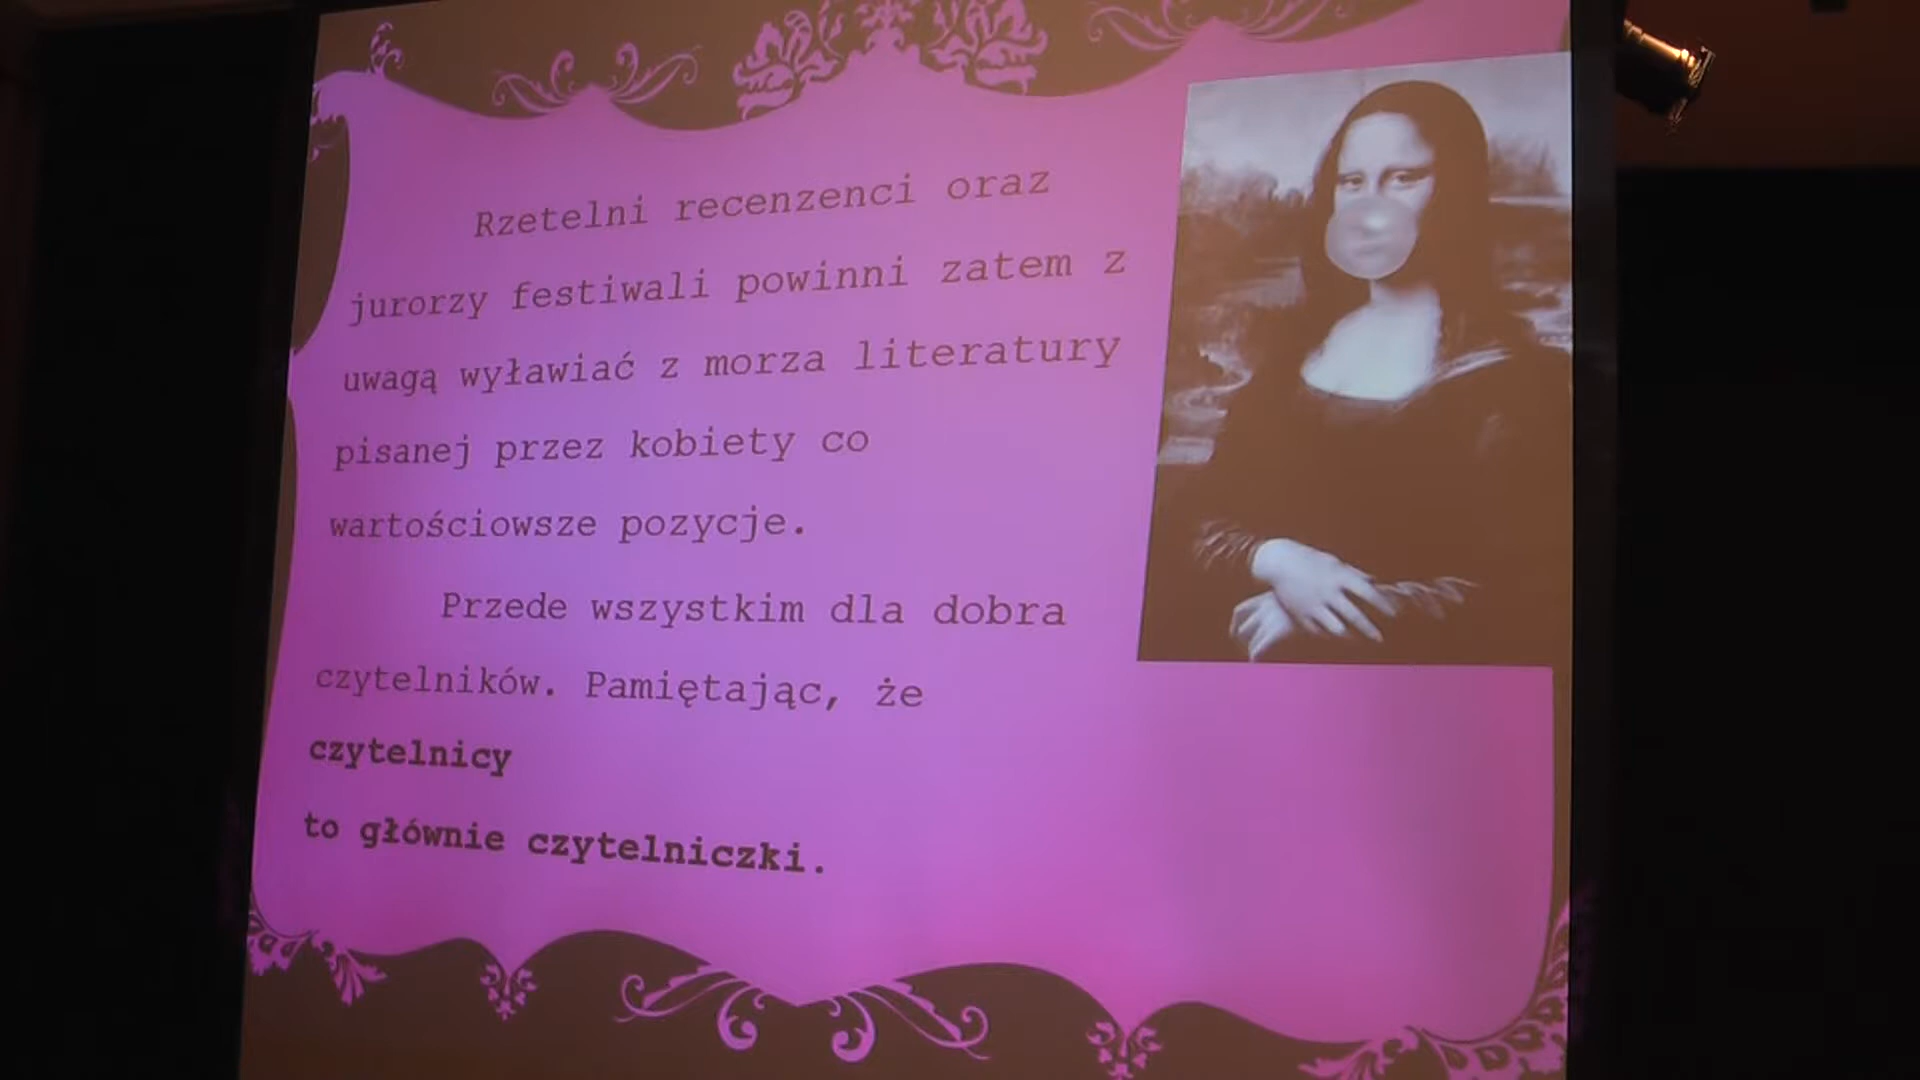 Rzetelni recenzenci oraz
jurorzy festiwali powinni zatem z
uwagą wyławiać z morza literatury
pisanej przez kobiety co
wartościowsze pozycje.
Przede wszystkim dla dobra
czytelników. Pamiętając, że
czytelnicy
to głównie czytelniczki.